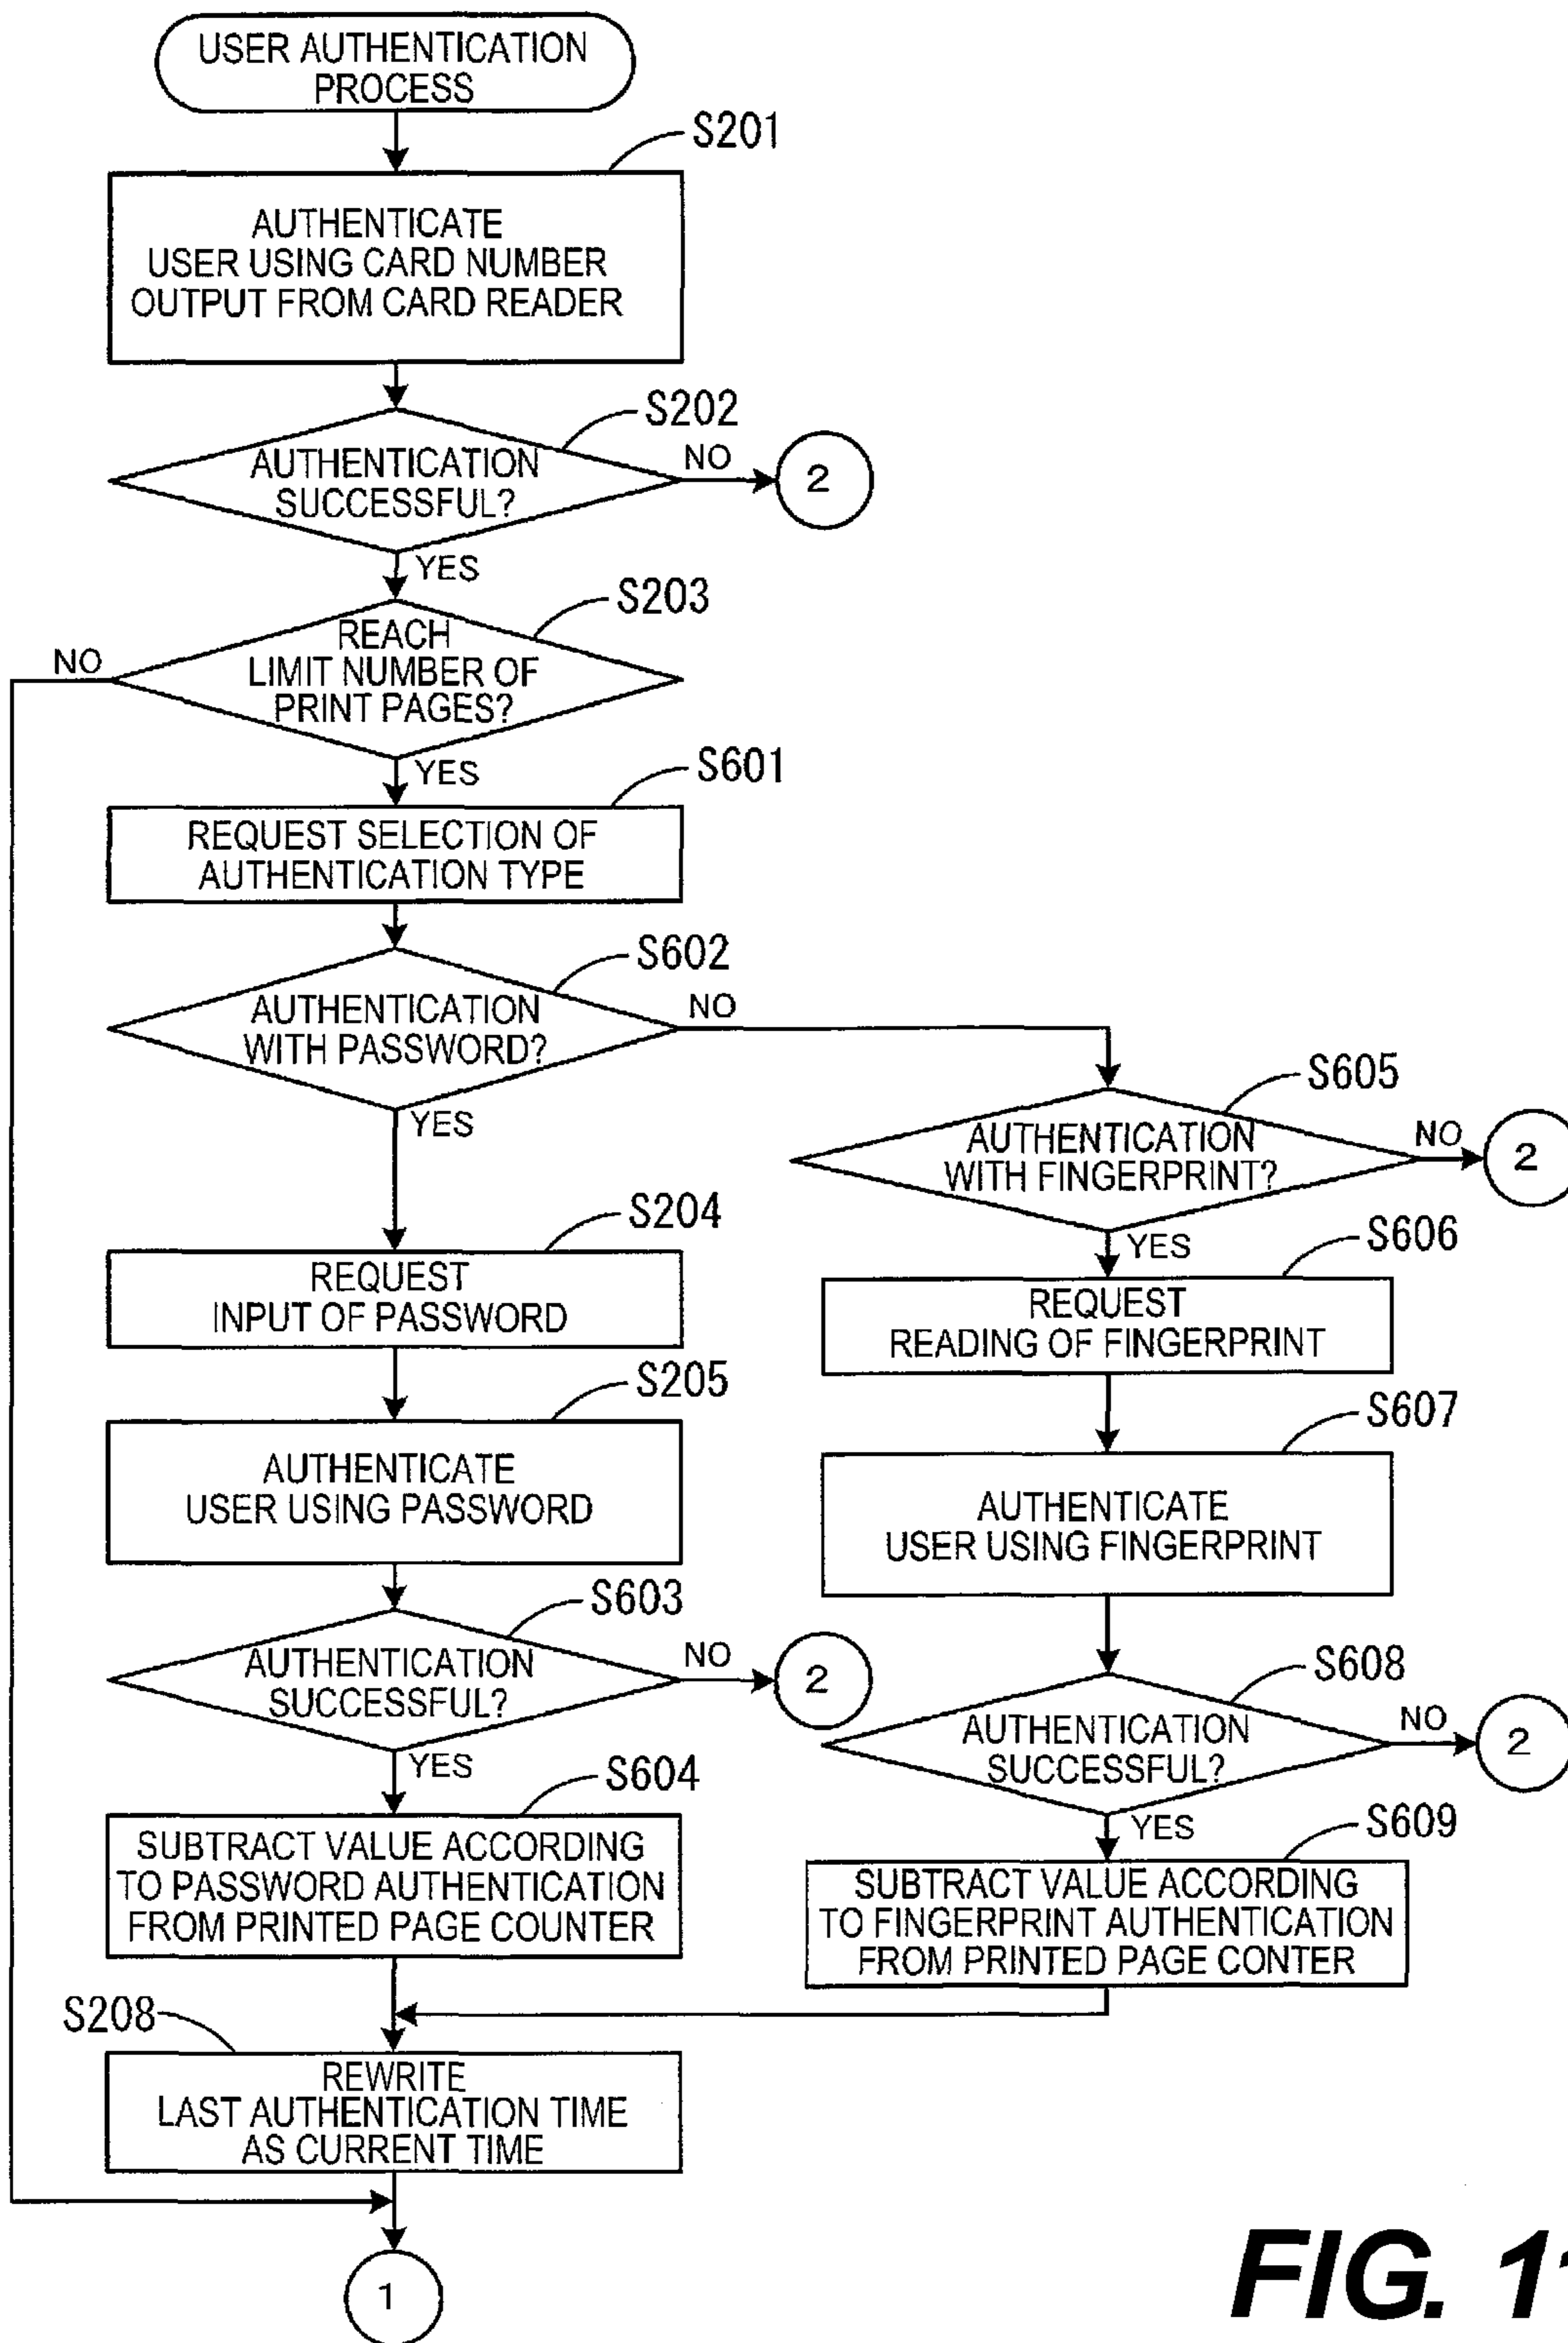 USER AUTHENTICATION
PROCESS
S201
AUTHENTICATE
USER USING CARD NUMBER
OUTPUT FROM CARD READER
S202
AUTHENTICATION
SUCCESSFUL?
NO
2
YES
S203
REACH
LIMIT NUMBER OF
PRINT PAGES?
NO
YES
S601
REQUEST SELECTION OF
AUTHENTICATION TYPE
S602
AUTHENTICATION
WITH PASSWORD?
NO
YES
S605
AUTHENTICATION
WITH FINGERPRINT?
NO
2
YES
S204
REQUEST
INPUT OF PASSWORD
S606
REQUEST
READING OF FINGERPRINT
S205
AUTHENTICATE
USER USING PASSWORD
S607
AUTHENTICATE
USER USING FINGERPRINT
S603
AUTHENTICATION
SUCCESSFUL?
NO
2
YES
S608
AUTHENTICATION
SUCCESSFUL?
NO
2
YES
S604
SUBTRACT VALUE ACCORDING
TO PASSWORD AUTHENTICATION
FROM PRINTED PAGE COUNTER
S609
SUBTRACT VALUE ACCORDING
TO FINGERPRINT AUTHENTICATION
FROM PRINTED PAGE CONTER
S208
REWRITE
LAST AUTHENTICATION TIME
AS CURRENT TIME
1
FIG.